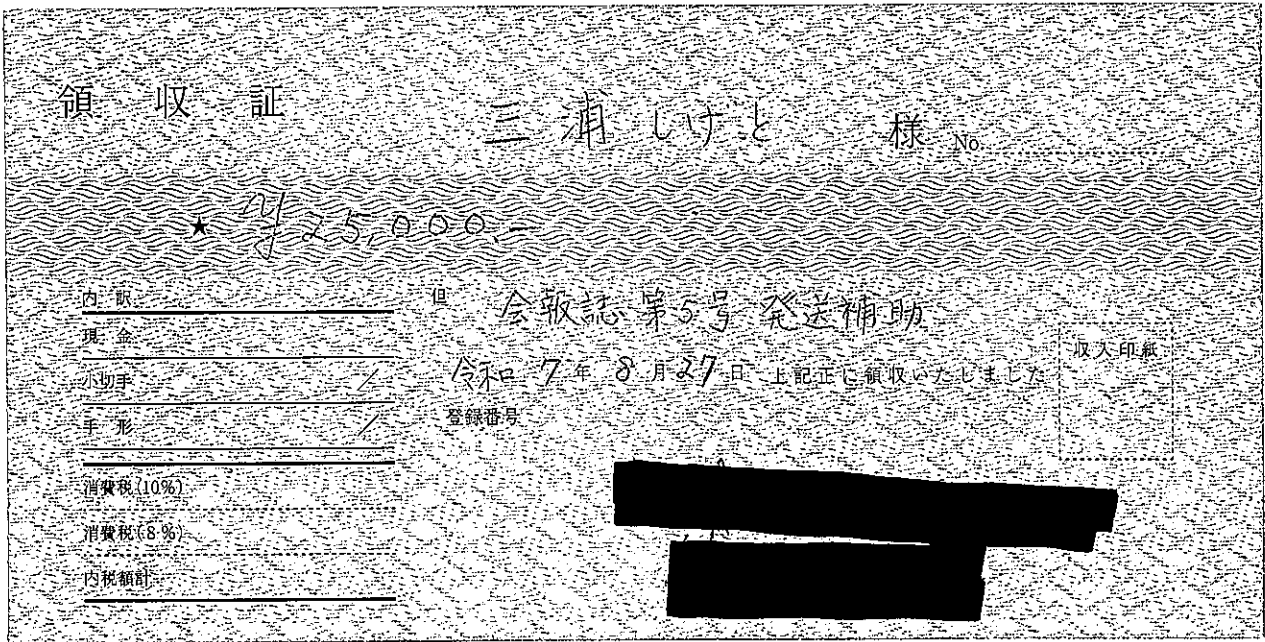 領 収 証
三浦 しげと 様 No.
★ ¥25,000.-
内 訳
現 金
小切手 /
手 形 /
消費税(10%)
消費税(8%)
内税額計
但 会報誌 第5号 発送補助
令和 7年 8月27日 上記正に領収いたしました
登録番号
収入印紙